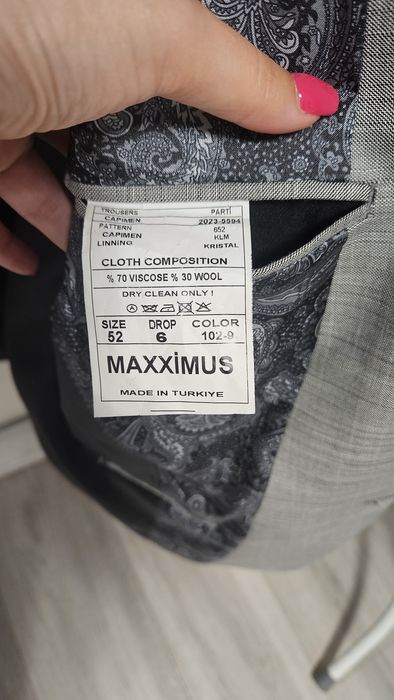 TROUSERS PARTİ
CAPIMEN 2023-5594
PATTERN 652
CAPIMEN KLM
LINNING KRISTAL
CLOTH COMPOSITION
% 70 VISCOSE % 30 WOOL
DRY CLEAN ONLY !
SIZE DROP COLOR
52 6 102-9
MAXXİMUS
MADE IN TURKIYE